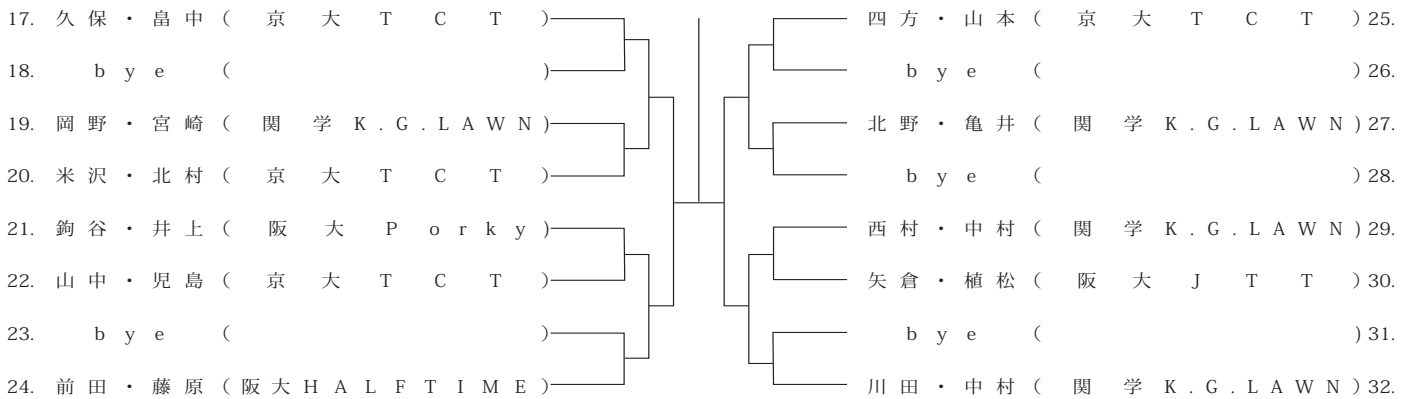 17. 久保・畠中(京大TCT)
18. bye ( )
19. 岡野・宮崎(関学K.G.LAWN)
20. 米沢・北村(京大TCT)
21. 鉤谷・井上(阪大Porky)
22. 山中・児島(京大TCT)
23. bye ( )
24. 前田・藤原(阪大HALFTIME)
四方・山本(京大TCT)25.
bye ( )26.
北野・亀井(関学K.G.LAWN)27.
bye ( )28.
西村・中村(関学K.G.LAWN)29.
矢倉・植松(阪大JTT)30.
bye ( )31.
川田・中村(関学K.G.LAWN)32.